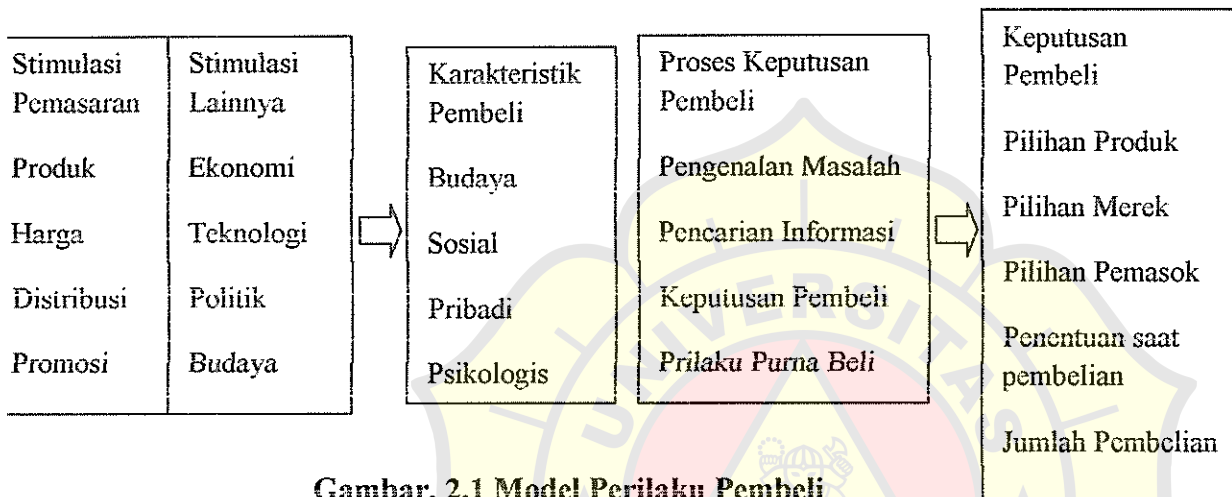 Stimulasi
Pemasaran
Produk
Harga
Distribusi
Promosi
Stimulasi
Lainnya
Ekonomi
Teknologi
Politik
Budaya
Karakteristik
Pembeli
Budaya
Sosial
Pribadi
Psikologis
Proses Keputusan
Pembeli
Pengenalan Masalah
Pencarian Informasi
Keputusan Pembeli
Prilaku Purna Beli
Keputusan
Pembeli
Pilihan Produk
Pilihan Merek
Pilihan Pemasok
Penentuan saat
pembelian
Jumlah Pembelian
UNIVERSITAS
Gambar. 2.1 Model Perilaku Pembeli